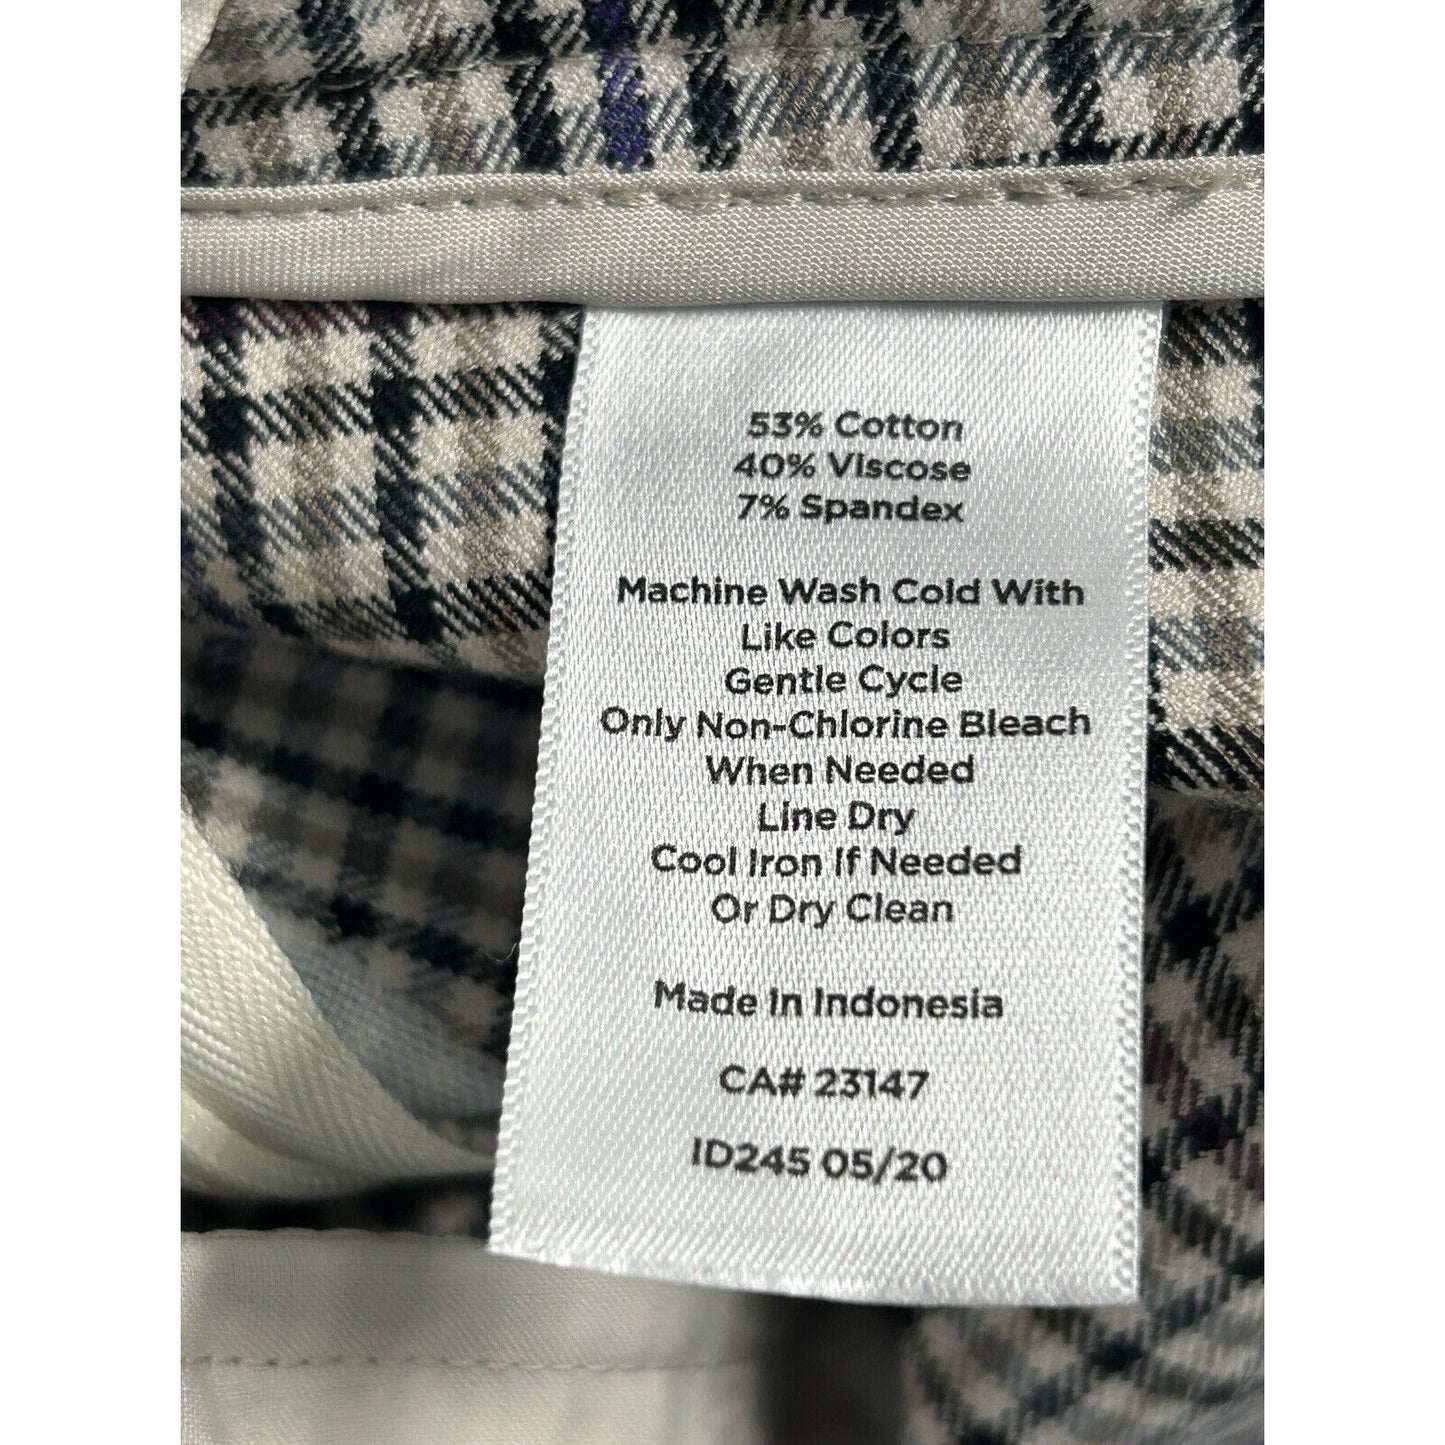 53% Cotton
40% Viscose
7% Spandex
Machine Wash Cold With
Like Colors
Gentle Cycle
Only Non-Chlorine Bleach
When Needed
Line Dry
Cool Iron If Needed
Or Dry Clean
Made In Indonesia
CA# 23147
ID245 05/20